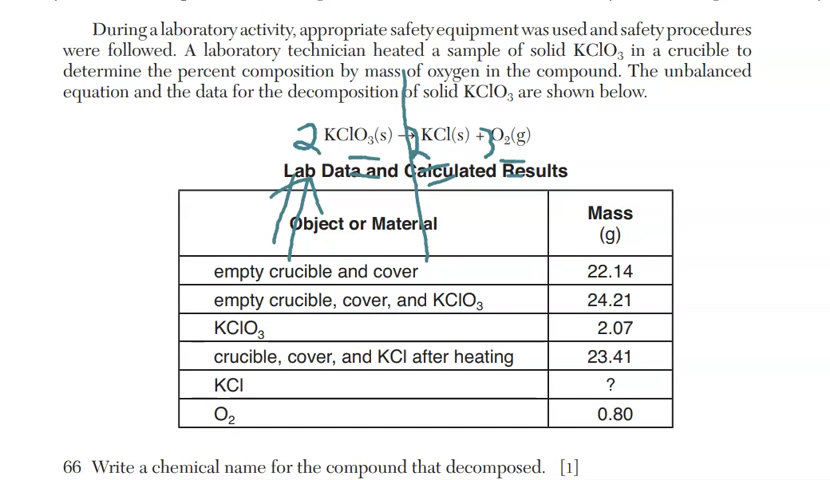 During a laboratory activity, appropriate safety equipment was used and safety procedures
were followed. A laboratory technician heated a sample of solid KClO₃ in a crucible to
determine the percent composition by mass of oxygen in the compound. The unbalanced
equation and the data for the decomposition of solid KClO₃ are shown below.
2 KClO₃(s) → 2 KCl(s) + 3 O₂(g)
Lab Data and Calculated Results
Object or Material Mass (g)
empty crucible and cover 22.14
empty crucible, cover, and KClO₃ 24.21
KClO₃ 2.07
crucible, cover, and KCl after heating 23.41
KCl ?
O₂ 0.80
66 Write a chemical name for the compound that decomposed. [1]